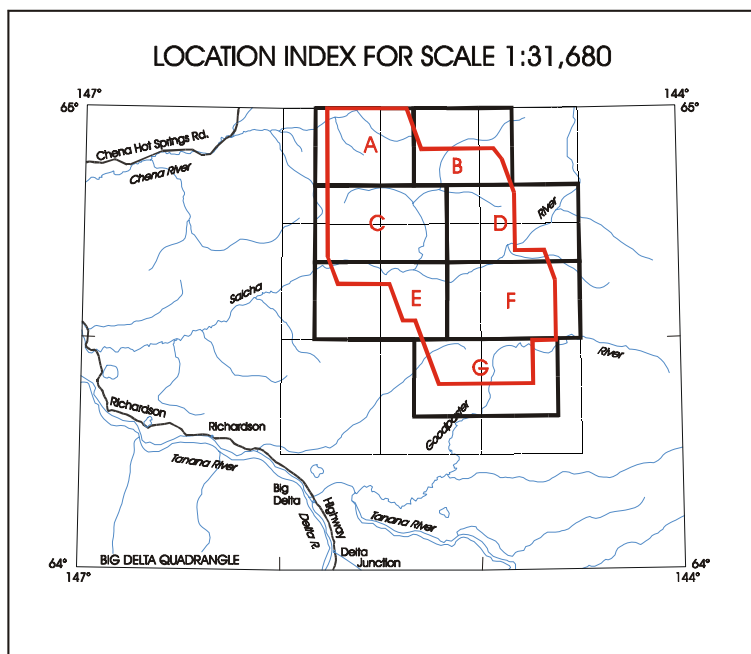 LOCATION INDEX FOR SCALE 1:31,680
147°
144°
65°
65°
Chena Hot Springs Rd.
Chena River
A
B
C
D
River
Salcha
E
F
River
G
Richardson
Richardson
Goodpaster
Tanana River
Big
Delta
Highway
Delta R.
Tanana River
Delta
Junction
BIG DELTA QUADRANGLE
64°
64°
147°
144°